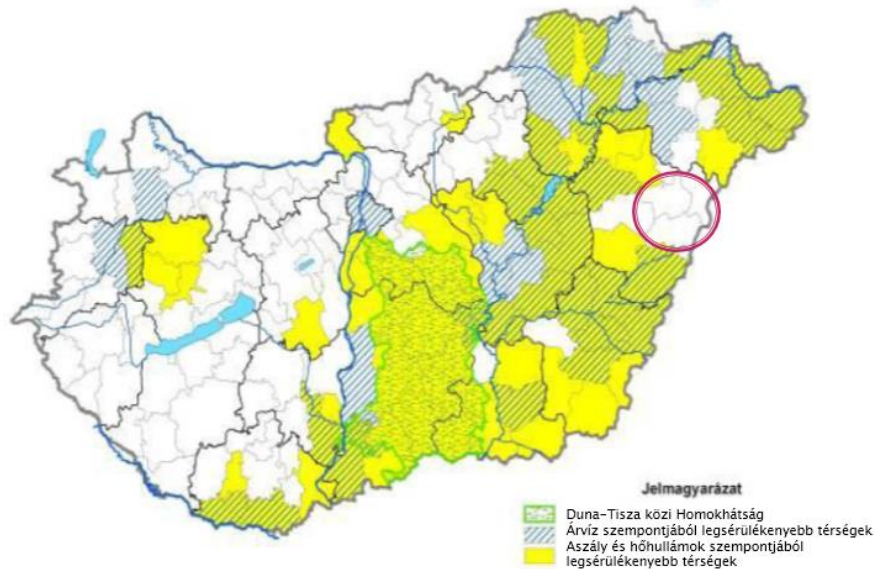 Jelmagyarázat
Duna-Tisza közi Homokhátság
Árvíz szempontjából legsérülékenyebb térségek
Aszály és hőhullámok szempontjából
legsérülékenyebb térségek